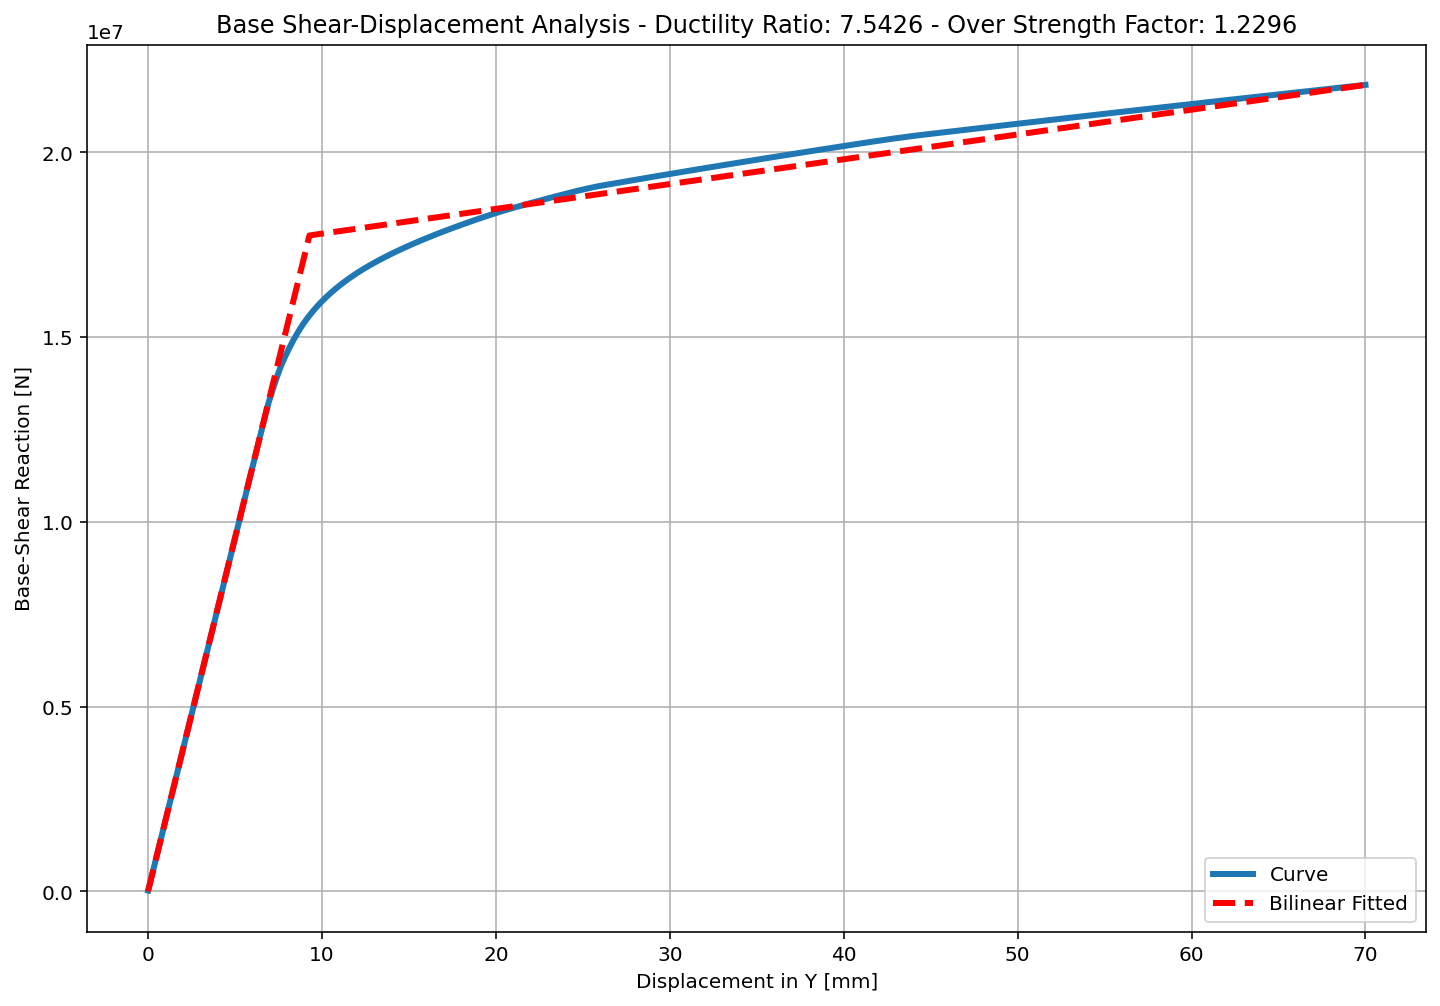 Base Shear-Displacement Analysis - Ductility Ratio: 7.5426 - Over Strength Factor: 1.2296
1e7
2.0
1.5
1.0
0.5
0.0
Base-Shear Reaction [N]
0 10 20 30 40 50 60 70
Displacement in Y [mm]
Curve
Bilinear Fitted